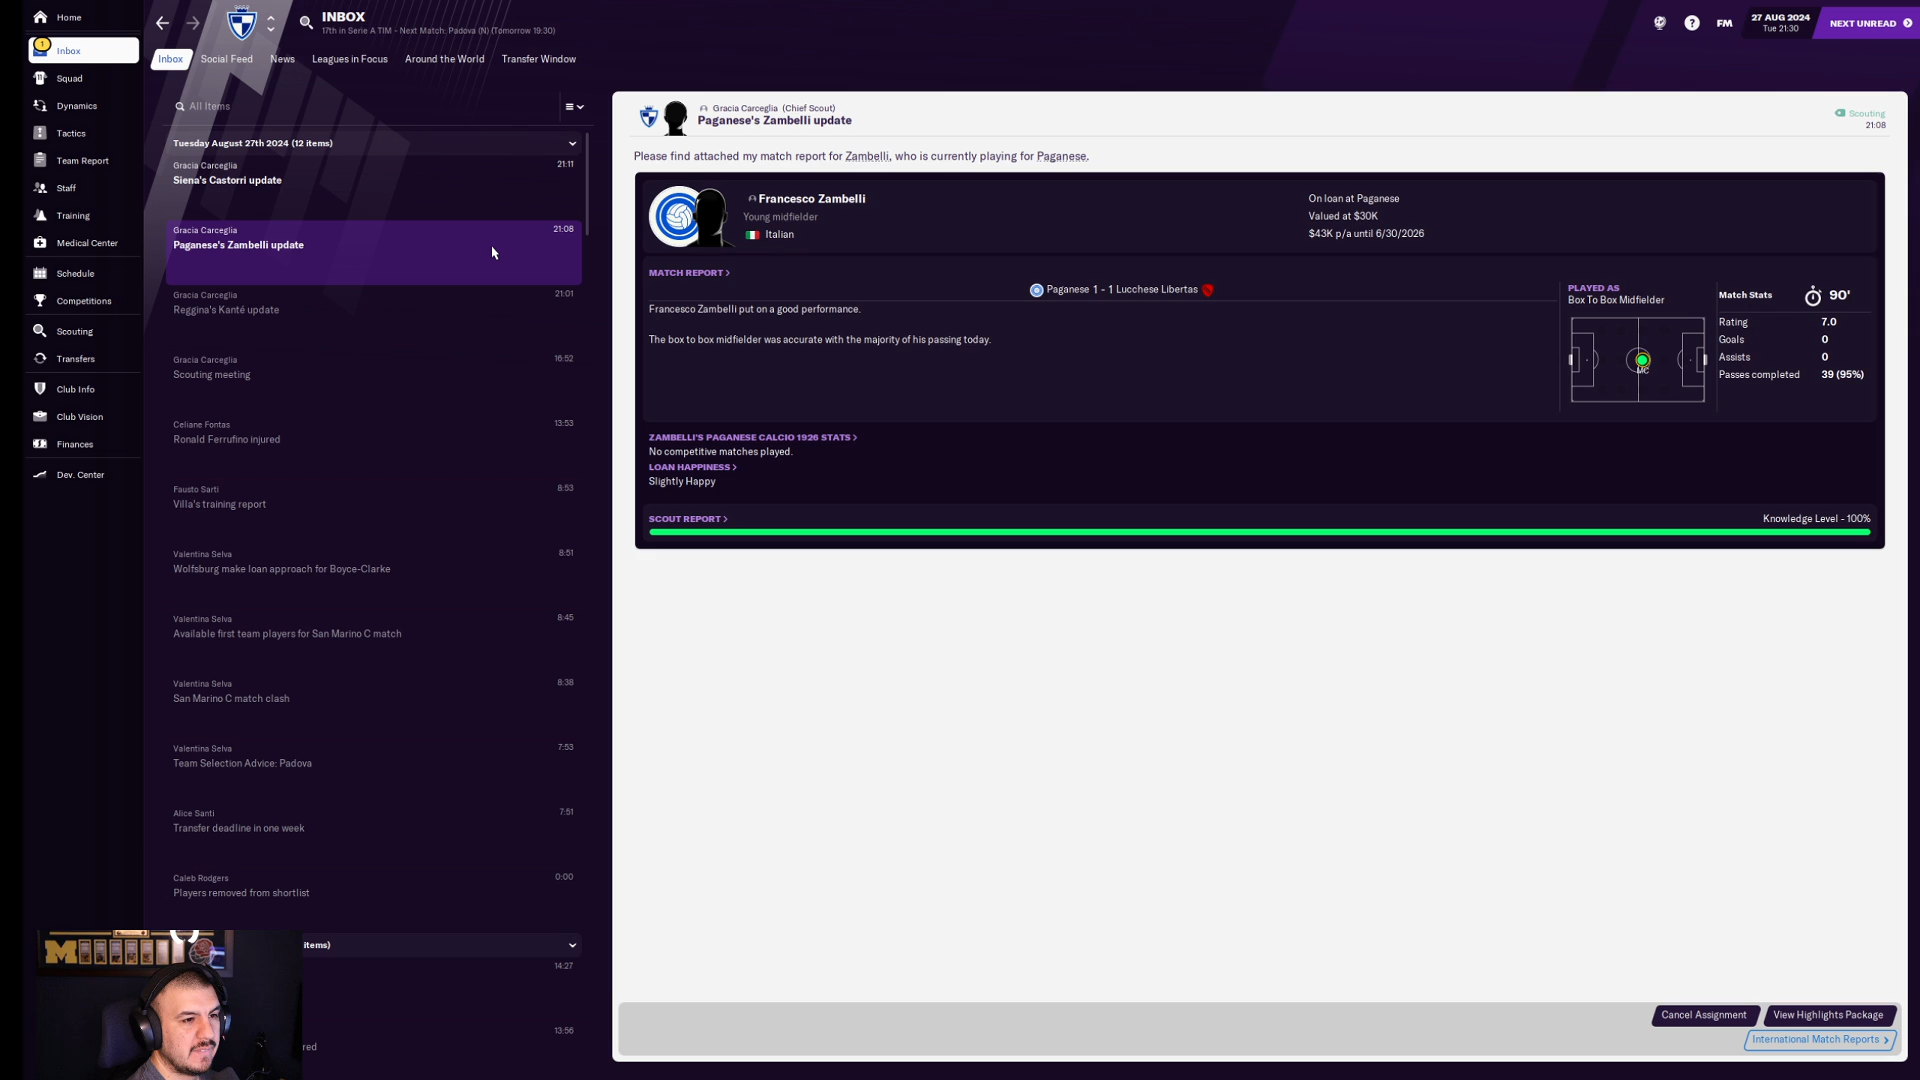 Home
Inbox
1
Squad
Dynamics
Tactics
Team Report
Staff
Training
Medical Center
Schedule
Competitions
Scouting
Transfers
Club Info
Club Vision
Finances
Dev. Center
INBOX
17th in Serie A TIM - Next Match: Padova (N) (Tomorrow 19:30)
FM
27 AUG 2024
Tue 21:30
NEXT UNREAD
Inbox
Social Feed
News
Leagues in Focus
Around the World
Transfer Window
All Items
Tuesday August 27th 2024 (12 items)
Gracia Carceglia 21:11
Siena's Castorri update
Gracia Carceglia 21:08
Paganese's Zambelli update
Gracia Carceglia 21:01
Reggina's Kanté update
Gracia Carceglia 16:52
Scouting meeting
Celiane Fontas 13:53
Ronald Ferrufino injured
Fausto Sarti 8:53
Villa's training report
Valentina Selva 8:51
Wolfsburg make loan approach for Boyce-Clarke
Valentina Selva 8:45
Available first team players for San Marino C match
Valentina Selva 8:38
San Marino C match clash
Valentina Selva 7:53
Team Selection Advice: Padova
Alice Santi 7:51
Transfer deadline in one week
Caleb Rodgers 0:00
Players removed from shortlist
items)
14:27
13:56
red
M
Gracia Carceglia (Chief Scout)
Paganese's Zambelli update
Scouting
21:08
Please find attached my match report for Zambelli, who is currently playing for Paganese.
Francesco Zambelli
Young midfielder
Italian
On loan at Paganese
Valued at $30K
$43K p/a until 6/30/2026
MATCH REPORT >
Paganese 1 - 1 Lucchese Libertas
Francesco Zambelli put on a good performance.
The box to box midfielder was accurate with the majority of his passing today.
PLAYED AS
Box To Box Midfielder
MC
Match Stats 90'
Rating 7.0
Goals 0
Assists 0
Passes completed 39 (95%)
ZAMBELLI'S PAGANESE CALCIO 1926 STATS >
No competitive matches played.
LOAN HAPPINESS >
Slightly Happy
SCOUT REPORT >
Knowledge Level - 100%
Cancel Assignment
View Highlights Package
International Match Reports >